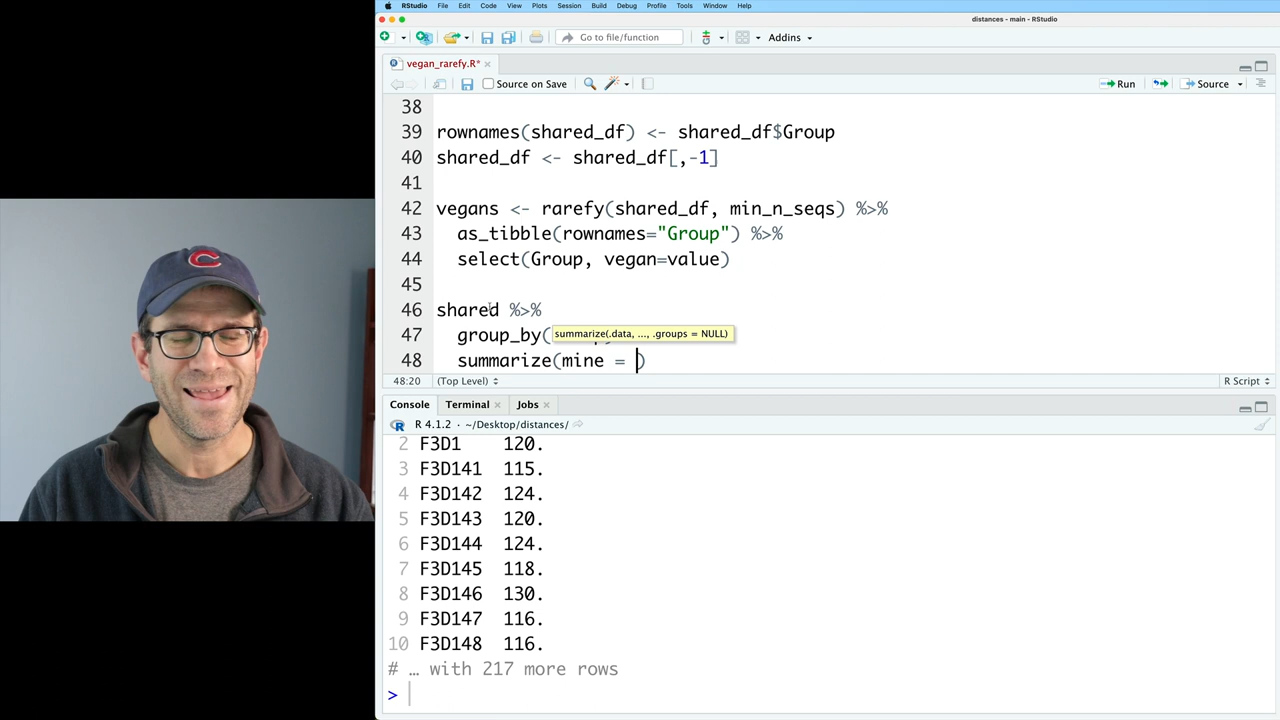 RStudio File Edit Code View Plots Session Build Debug Profile Tools Window Help
distances - main - RStudio
Go to file/function Addins
vegan_rarefy.R*
Source on Save Run Source
38
39 rownames(shared_df) <- shared_df$Group
40 shared_df <- shared_df[,-1]
41
42 vegans <- rarefy(shared_df, min_n_seqs) %>%
43 as_tibble(rownames="Group") %>%
44 select(Group, vegan=value)
45
46 shared %>%
47 group_by(
summarize(.data, ..., .groups = NULL)
48 summarize(mine = )
48:20 (Top Level) R Script
Console Terminal Jobs
R 4.1.2 · ~/Desktop/distances/
2 F3D1 120.
3 F3D141 115.
4 F3D142 124.
5 F3D143 120.
6 F3D144 124.
7 F3D145 118.
8 F3D146 130.
9 F3D147 116.
10 F3D148 116.
# … with 217 more rows
>